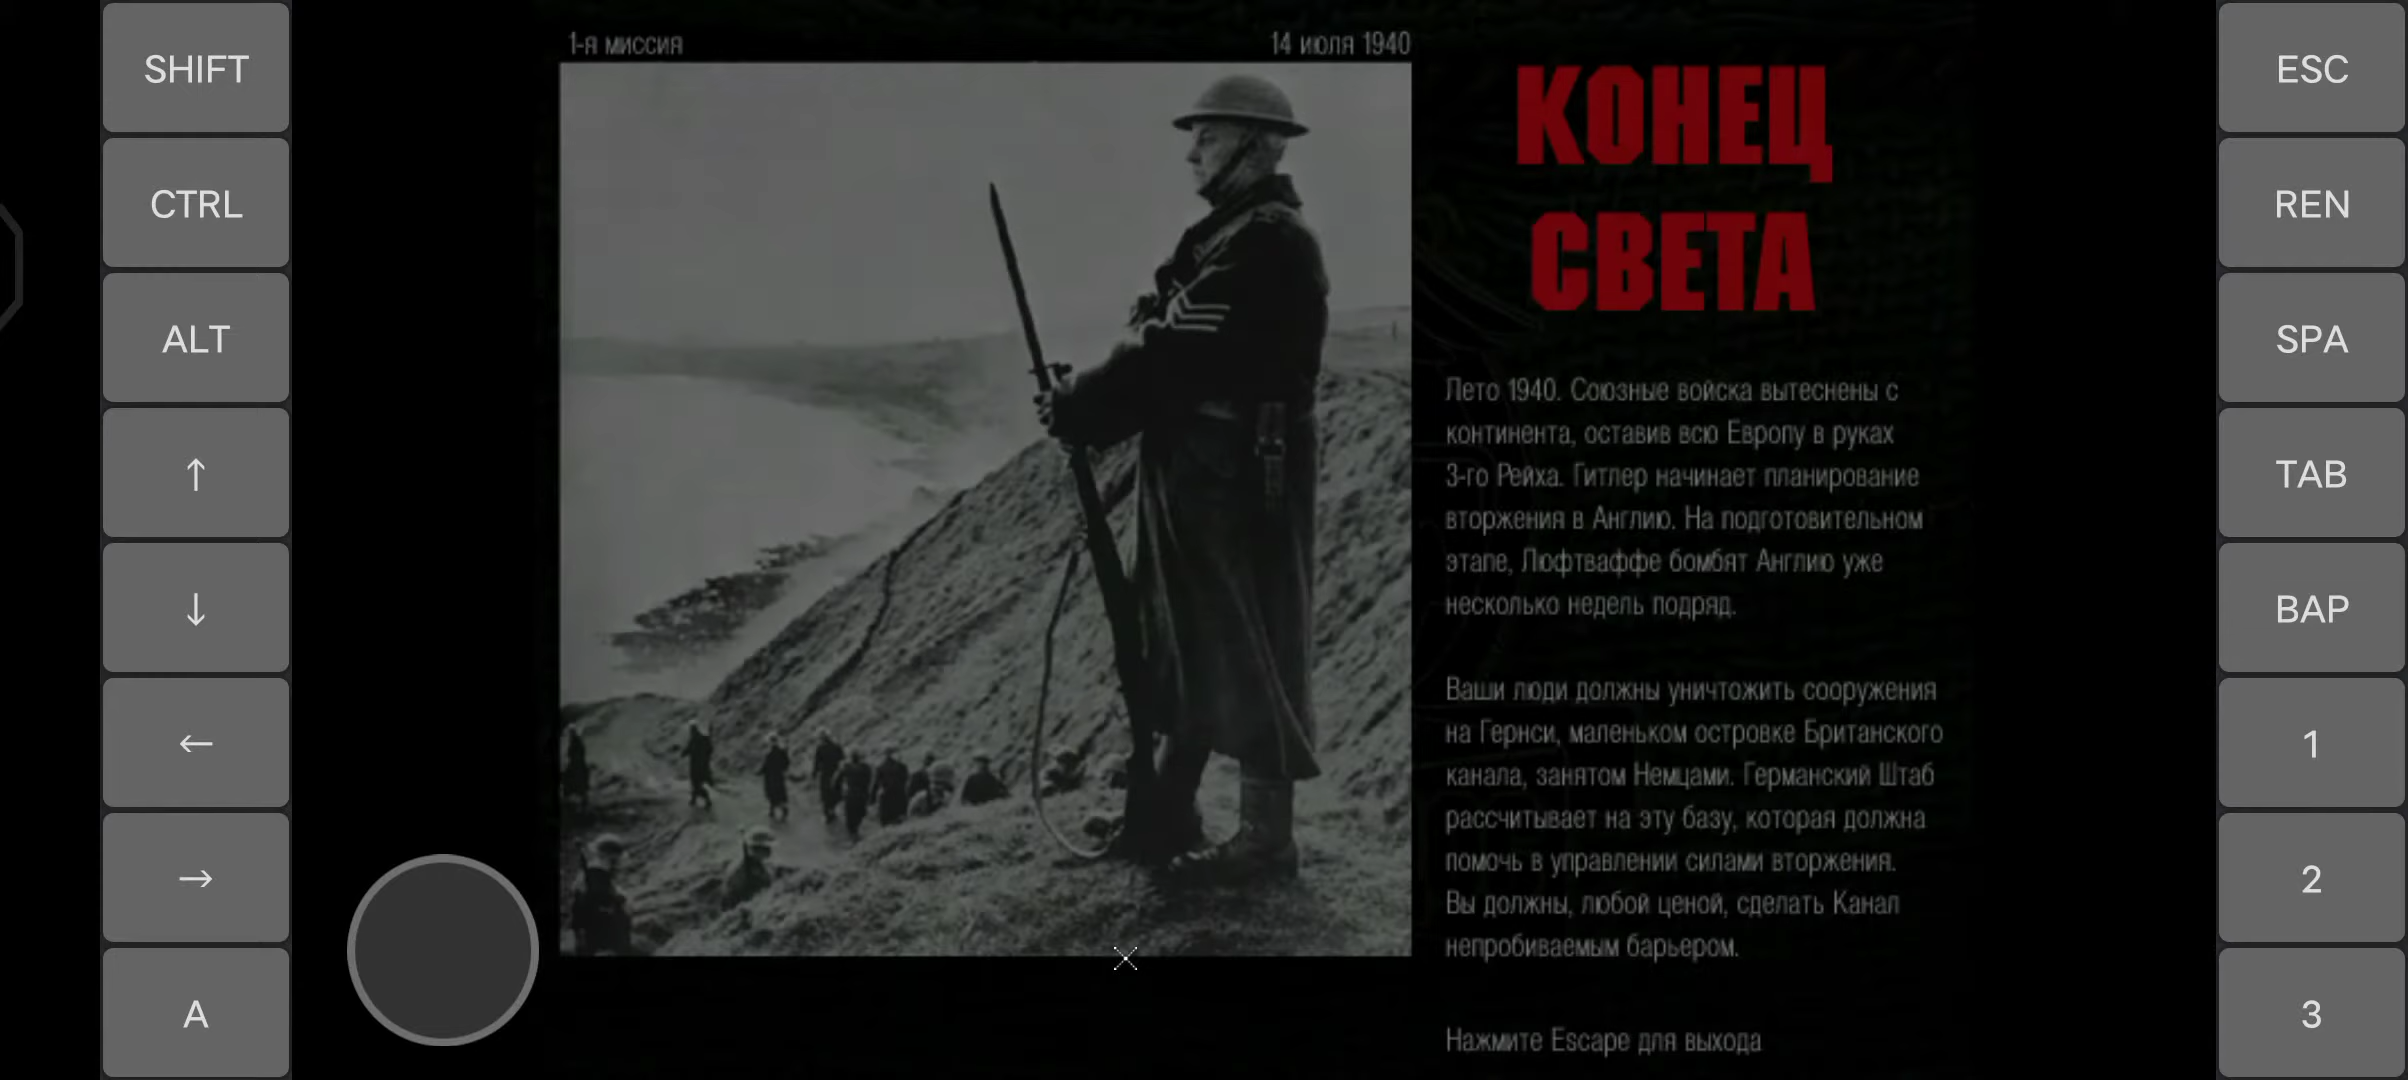 SHIFT
CTRL
ALT
↑
↓
←
→
A
1-я миссия
14 июля 1940
КОНЕЦ
СВЕТА
Лето 1940. Союзные войска вытеснены с
континента, оставив всю Европу в руках
3-го Рейха. Гитлер начинает планирование
вторжения в Англию. На подготовительном
этапе, Люфтваффе бомбят Англию уже
несколько недель подряд.
Ваши люди должны уничтожить сооружения
на Гернси, маленьком островке Британского
канала, занятом Немцами. Германский Штаб
рассчитывает на эту базу, которая должна
помочь в управлении силами вторжения.
Вы должны, любой ценой, сделать Канал
непробиваемым барьером.
Нажмите Escape для выхода
ESC
REN
SPA
TAB
BAP
1
2
3